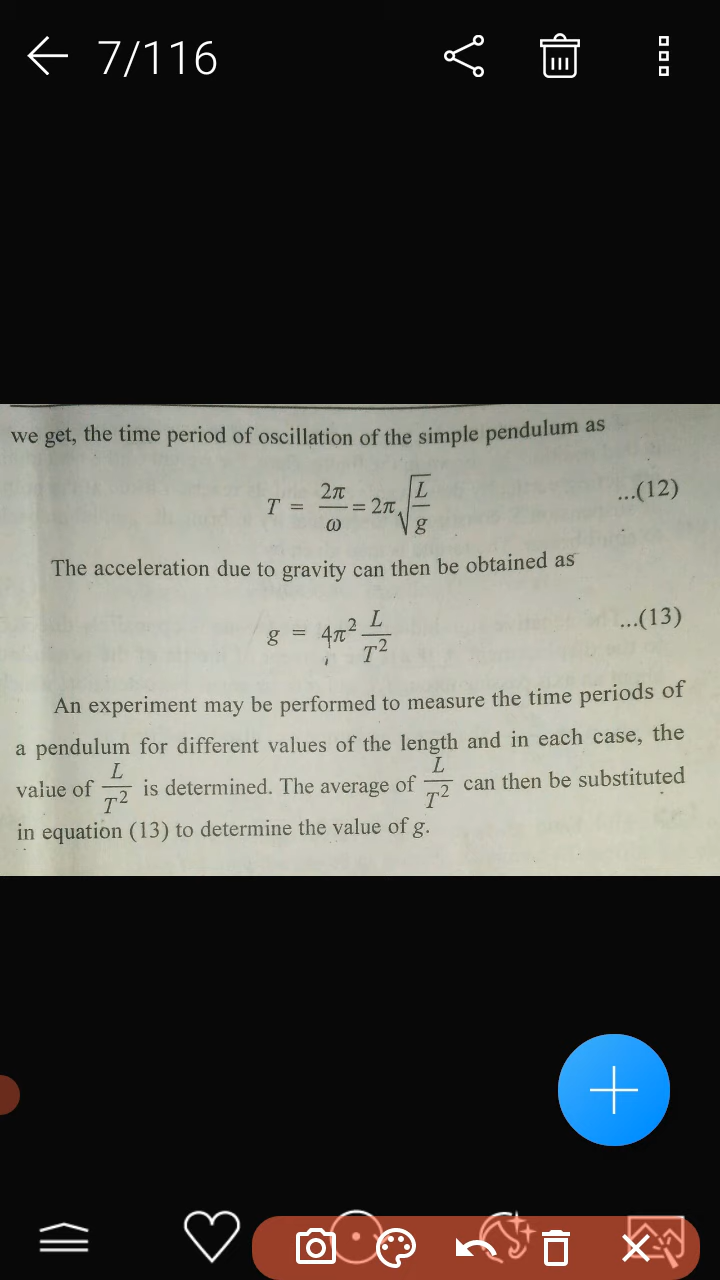 7/116
we get, the time period of oscillation of the simple pendulum as
T = 2π/ω = 2π√(L/g) ...(12)
The acceleration due to gravity can then be obtained as
g = 4π² L/T² ...(13)
An experiment may be performed to measure the time periods of
a pendulum for different values of the length and in each case, the
value of L/T² is determined. The average of L/T² can then be substituted
in equation (13) to determine the value of g.